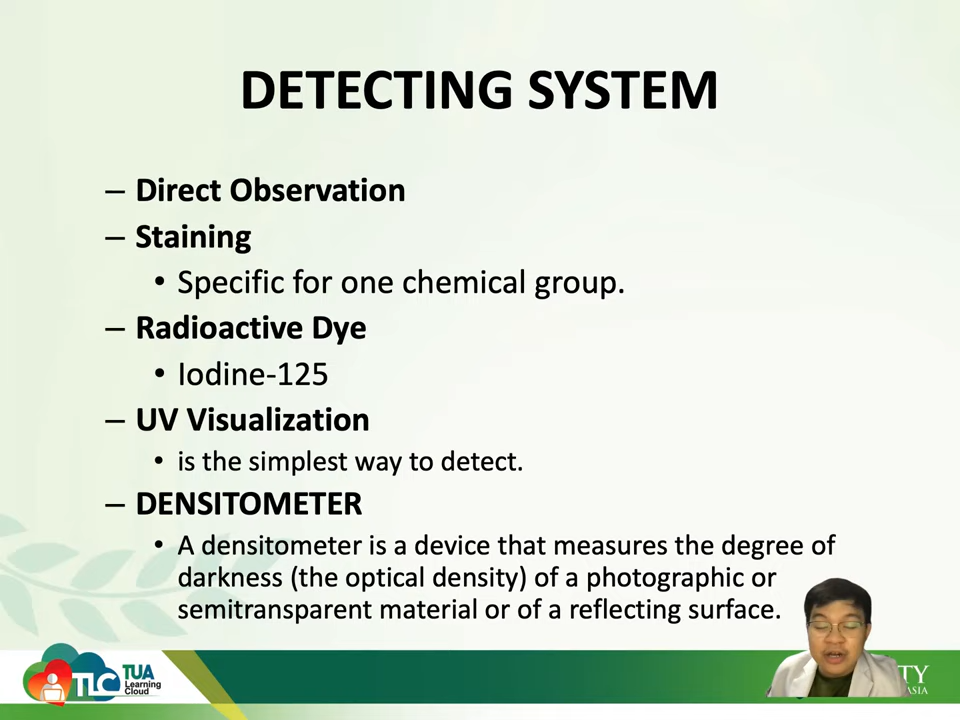 DETECTING SYSTEM
– Direct Observation
– Staining
• Specific for one chemical group.
– Radioactive Dye
• Iodine-125
– UV Visualization
• is the simplest way to detect.
– DENSITOMETER
• A densitometer is a device that measures the degree of
darkness (the optical density) of a photographic or
semitransparent material or of a reflecting surface.
TLC
TUA
Learning
Cloud